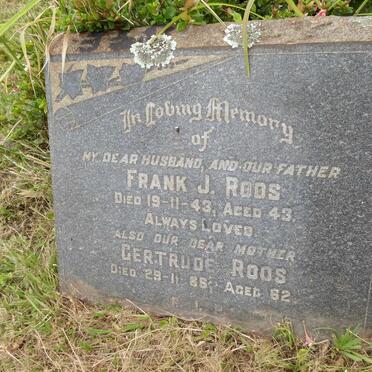 In Loving Memory
of
MY DEAR HUSBAND, AND OUR FATHER
FRANK J. ROOS
DIED 19-11-43, AGED 43.
ALWAYS LOVED.
ALSO OUR DEAR MOTHER
GERTRUDE ROOS
DIED 29-11-65, AGED 62.